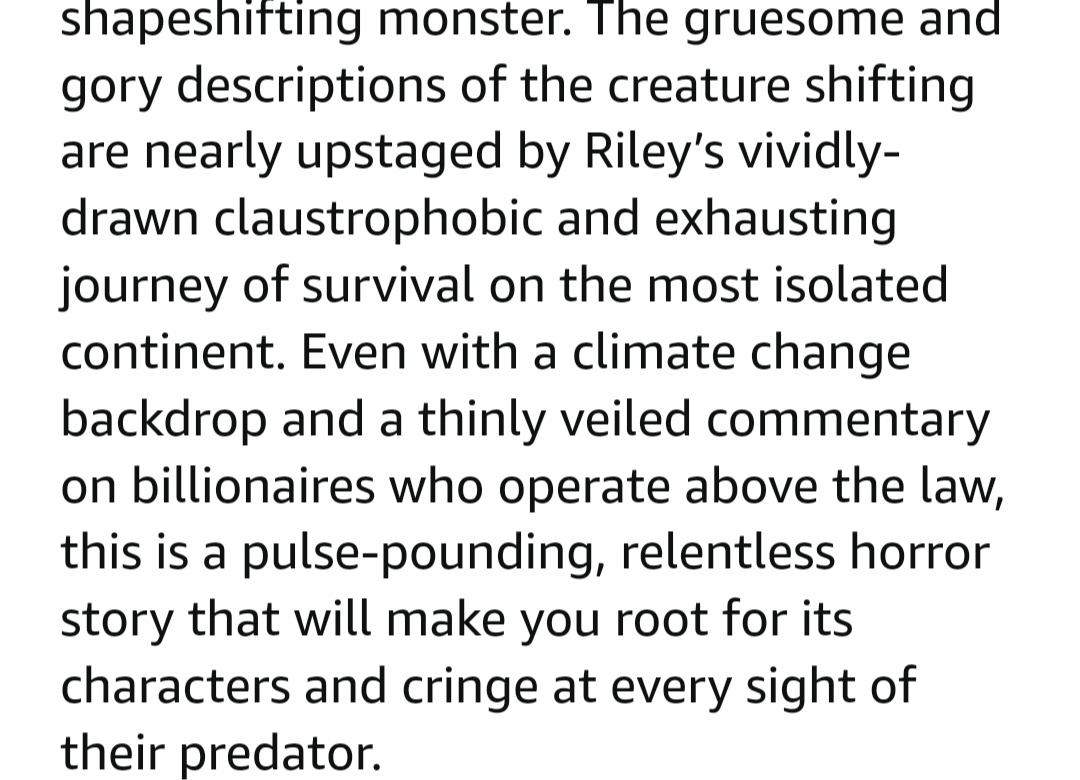 shapeshifting monster. The gruesome and
gory descriptions of the creature shifting
are nearly upstaged by Riley’s vividly-
drawn claustrophobic and exhausting
journey of survival on the most isolated
continent. Even with a climate change
backdrop and a thinly veiled commentary
on billionaires who operate above the law,
this is a pulse-pounding, relentless horror
story that will make you root for its
characters and cringe at every sight of
their predator.